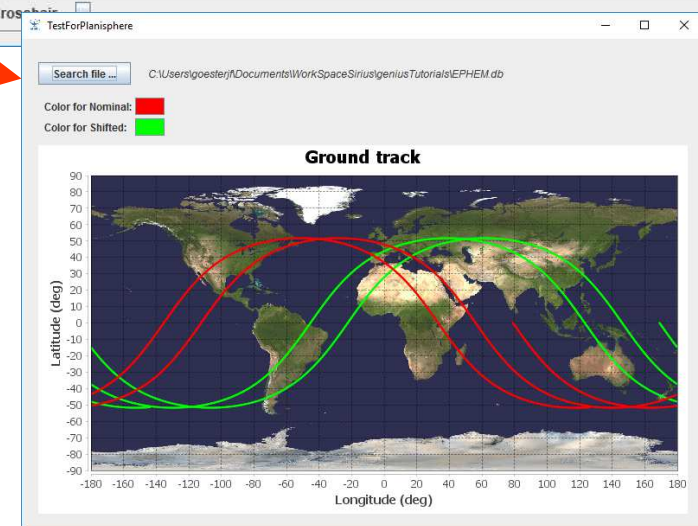 TestForPlanisphere
Search file ... C:\Users\goesterjf\Documents\WorkSpaceSirius\geniusTutorials\EPHEM.db
Color for Nominal:
Color for Shifted:
Ground track
90
80
70
60
50
40
30
20
10
0
-10
-20
-30
-40
-50
-60
-70
-80
-90
Latitude (deg)
-180 -160 -140 -120 -100 -80 -60 -40 -20 0 20 40 60 80 100 120 140 160 180
Longitude (deg)